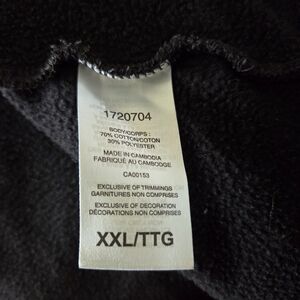 1720704
BODY/CORPS :
70% COTTON/COTON
30% POLYESTER
MADE IN CAMBODIA
FABRIQUÉ AU CAMBODGE
CA00153
EXCLUSIVE OF TRIMMINGS
GARNITURES NON COMPRISES
EXCLUSIVE OF DECORATION
DÉCORATIONS NON COMPRISES
XXL/TTG